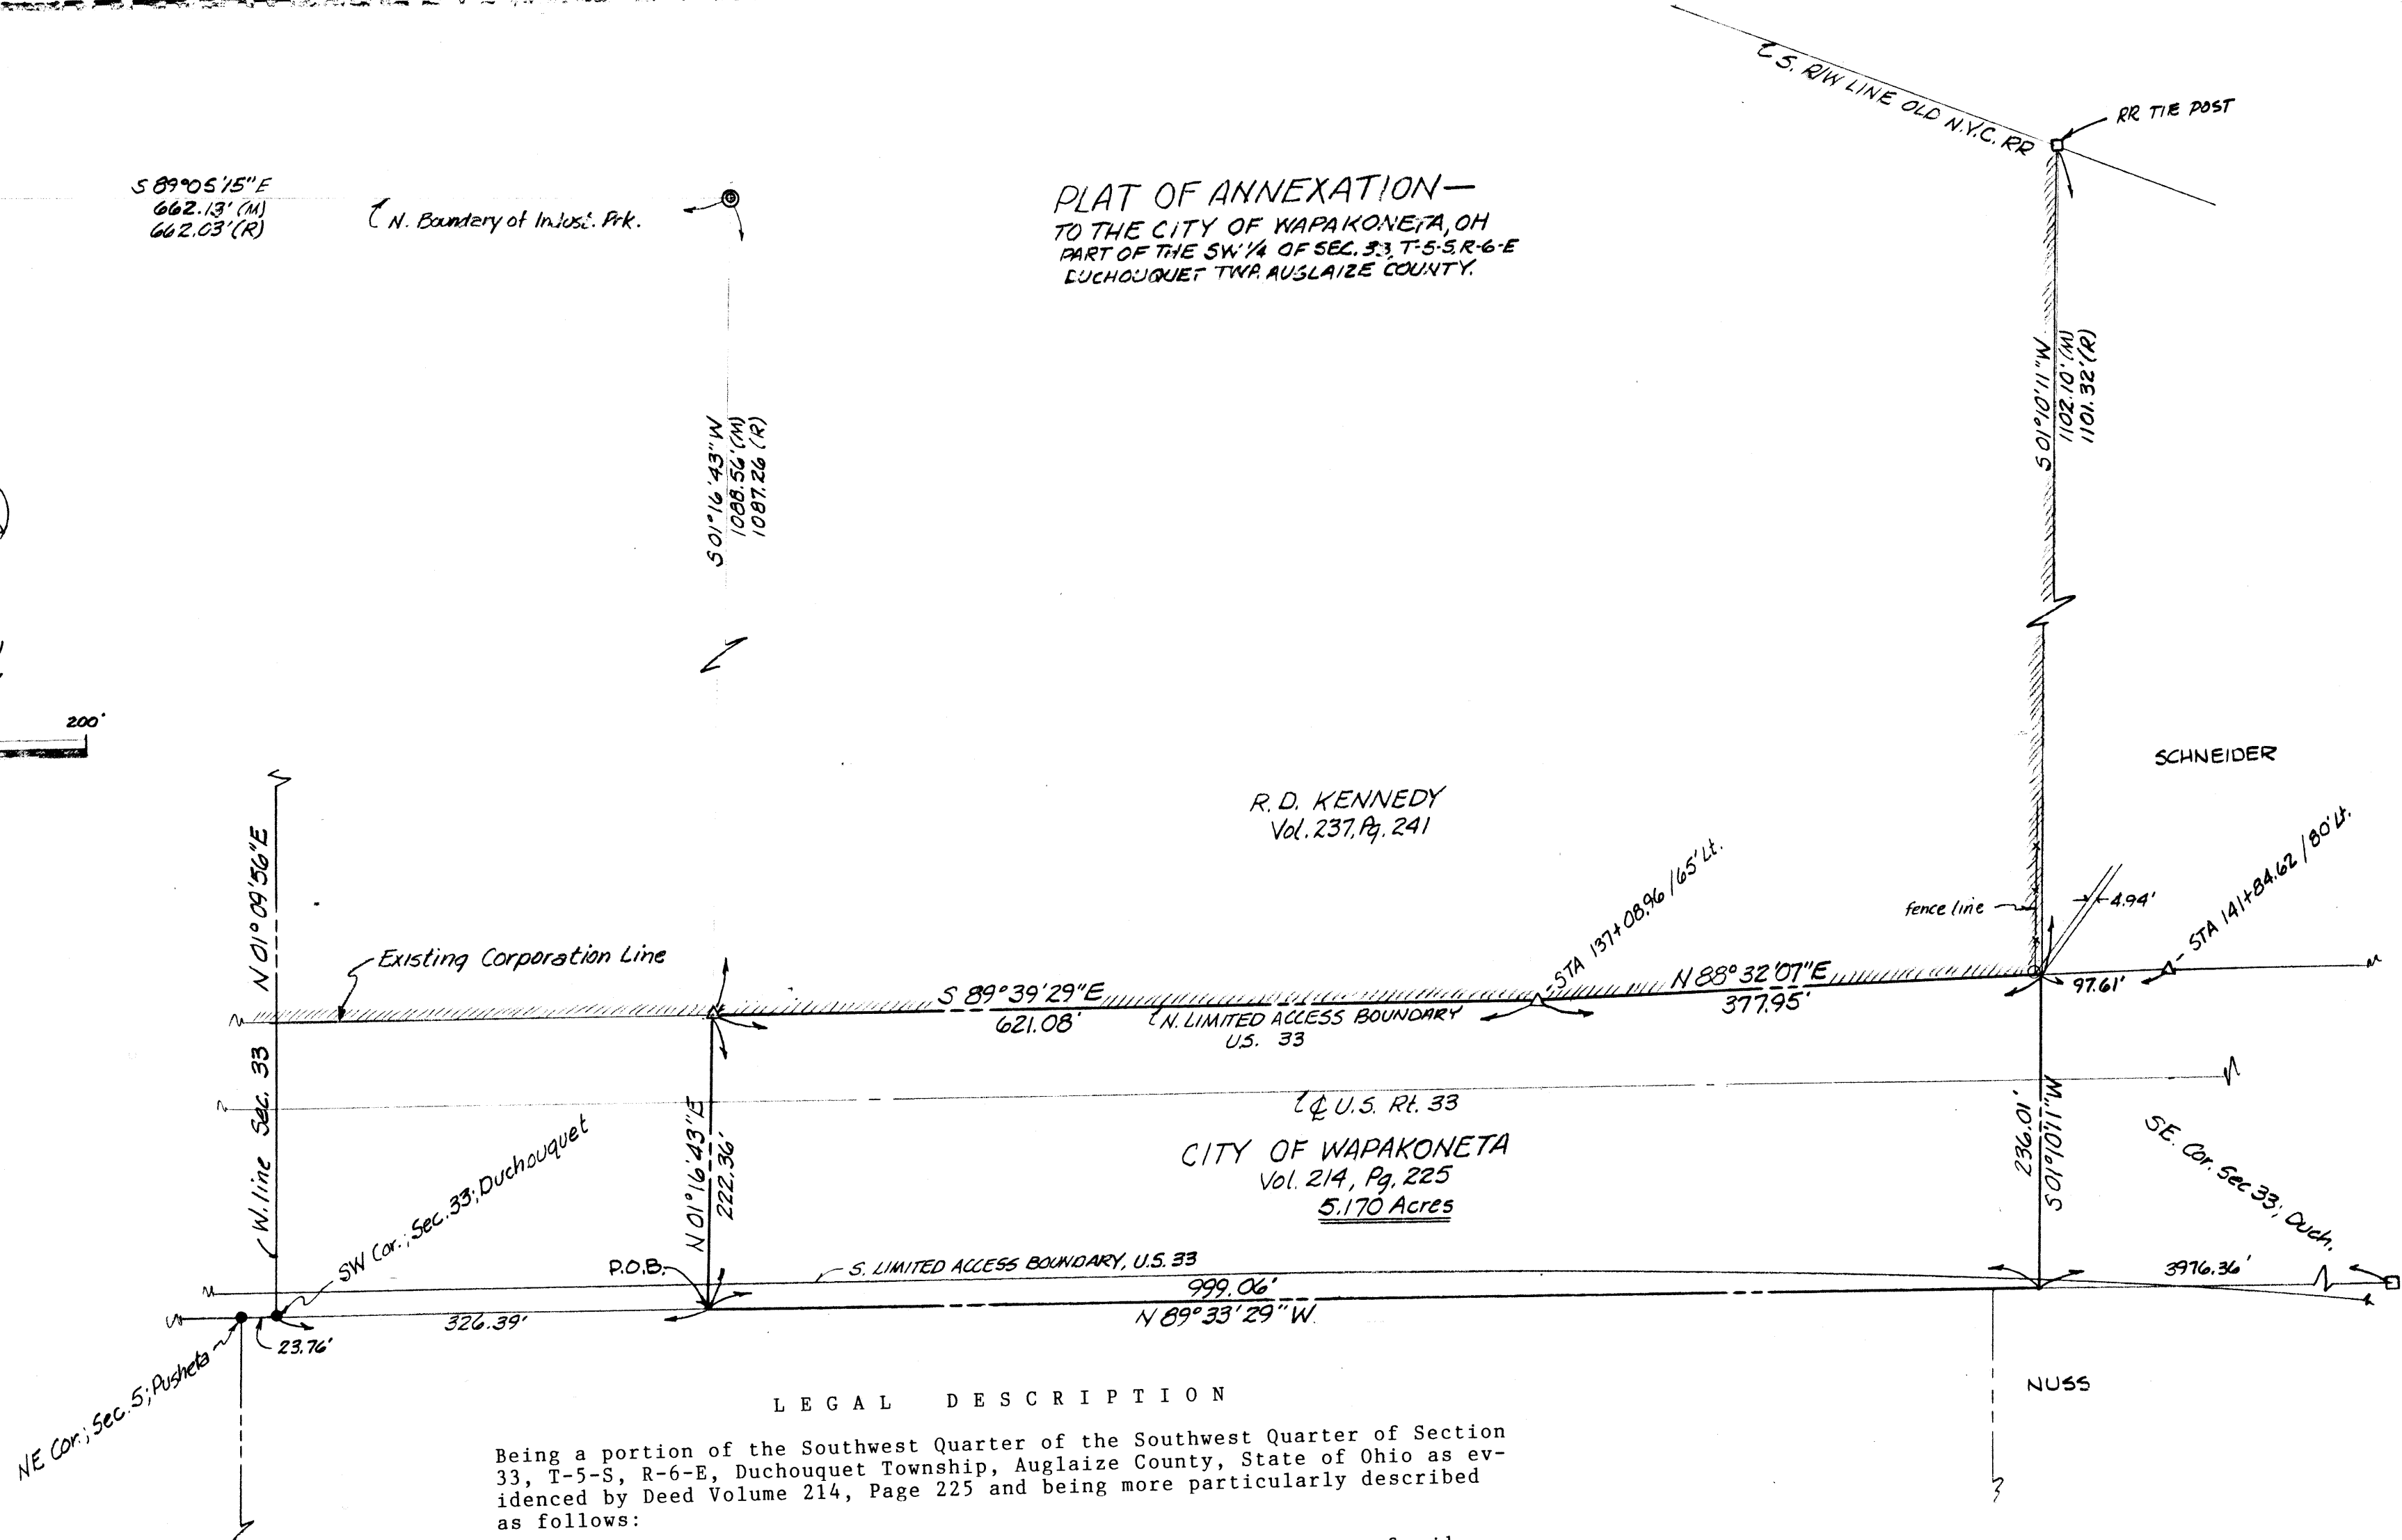 S. R/W LINE OLD N.Y.C. RR
RR TIE POST
S 89°05'15" E
662.13' (M)
662.03' (R)
N. Boundary of Indust. Prk.
PLAT OF ANNEXATION—
TO THE CITY OF WAPAKONETA, OH
PART OF THE SW 1/4 OF SEC. 33, T-5-S, R-6-E
DUCHOUQUET TWP. AUGLAIZE COUNTY.
S 01°16'43" W
1088.56' (M)
1087.26 (R)
S 01°01'11" W
1102.10' (M)
1101.32' (R)
200'
SCHNEIDER
R.D. KENNEDY
Vol. 237, Pg. 241
N 01°09'56" E
W. line Sec. 33
Existing Corporation Line
STA 137+08.96 / 65' Lt.
fence line
4.94'
STA 141+84.62 / 80' Lt.
S 89°39'29" E
621.08'
N 88°32'07" E
377.95'
97.61'
N. LIMITED ACCESS BOUNDARY
U.S. 33
℄ U.S. Rt. 33
CITY OF WAPAKONETA
Vol. 214, Pg. 225
5.170 Acres
N 01°16'43" E
222.36'
S 01°01'11" W
236.01'
SE. Cor. Sec 33; Duch.
SW Cor.; Sec. 33; Duchouquet
P.O.B.
S. LIMITED ACCESS BOUNDARY, U.S. 33
999.06'
N 89°33'29" W.
3976.36'
326.39'
23.76'
NE Cor.; Sec. 5; Pusheta
NUSS
LEGAL DESCRIPTION
Being a portion of the Southwest Quarter of the Southwest Quarter of Section
33, T-5-S, R-6-E, Duchouquet Township, Auglaize County, State of Ohio as ev-
idenced by Deed Volume 214, Page 225 and being more particularly described
as follows: